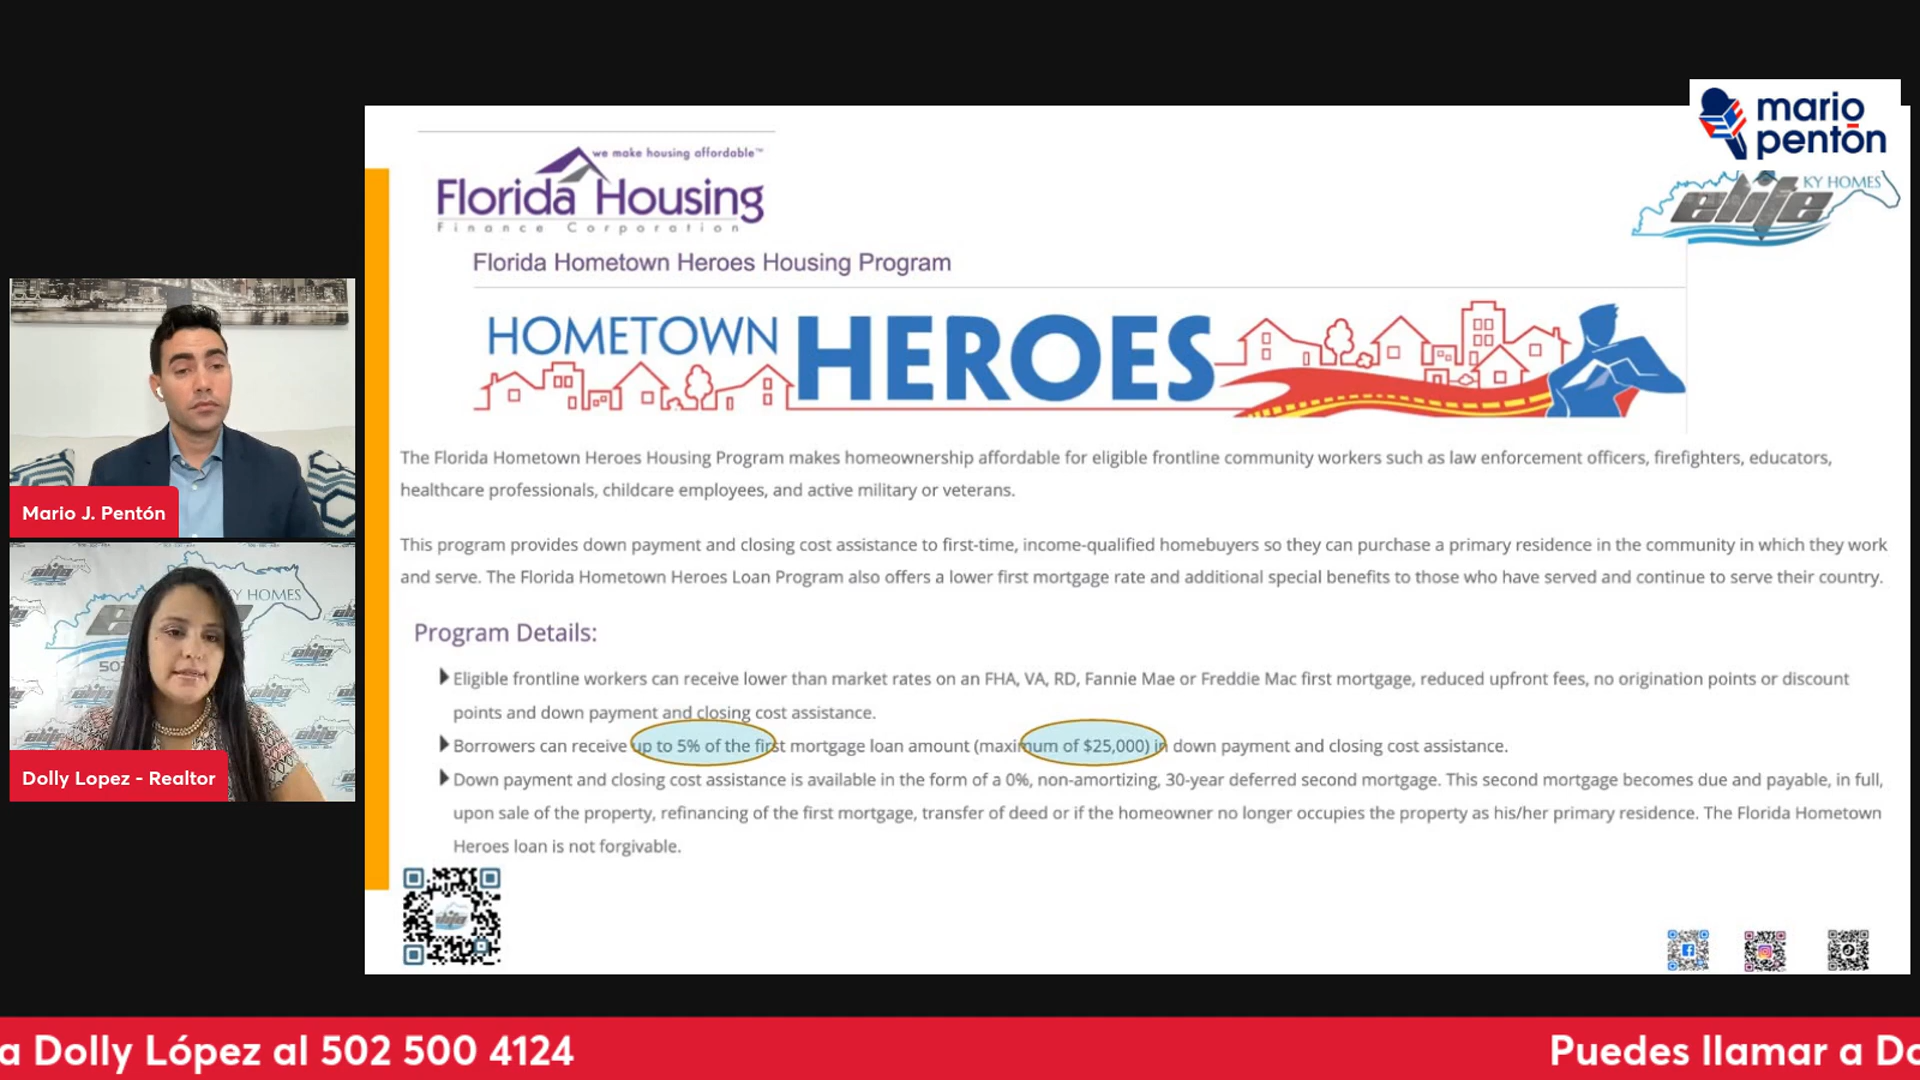 mario
pentón
KY HOMES
elife
we make housing affordable™
Florida Housing
Finance Corporation
Florida Hometown Heroes Housing Program
HOMETOWN HEROES
The Florida Hometown Heroes Housing Program makes homeownership affordable for eligible frontline community workers such as law enforcement officers, firefighters, educators,
healthcare professionals, childcare employees, and active military or veterans.
This program provides down payment and closing cost assistance to first-time, income-qualified homebuyers so they can purchase a primary residence in the community in which they work
and serve. The Florida Hometown Heroes Loan Program also offers a lower first mortgage rate and additional special benefits to those who have served and continue to serve their country.
Program Details:
Eligible frontline workers can receive lower than market rates on an FHA, VA, RD, Fannie Mae or Freddie Mac first mortgage, reduced upfront fees, no origination points or discount
points and down payment and closing cost assistance.
Borrowers can receive up to 5% of the first mortgage loan amount (maximum of $25,000) in down payment and closing cost assistance.
Down payment and closing cost assistance is available in the form of a 0%, non-amortizing, 30-year deferred second mortgage. This second mortgage becomes due and payable, in full,
upon sale of the property, refinancing of the first mortgage, transfer of deed or if the homeowner no longer occupies the property as his/her primary residence. The Florida Hometown
Heroes loan is not forgivable.
Mario J. Pentón
KY HOMES
Dolly Lopez - Realtor
a Dolly López al 502 500 4124
Puedes llamar a Do